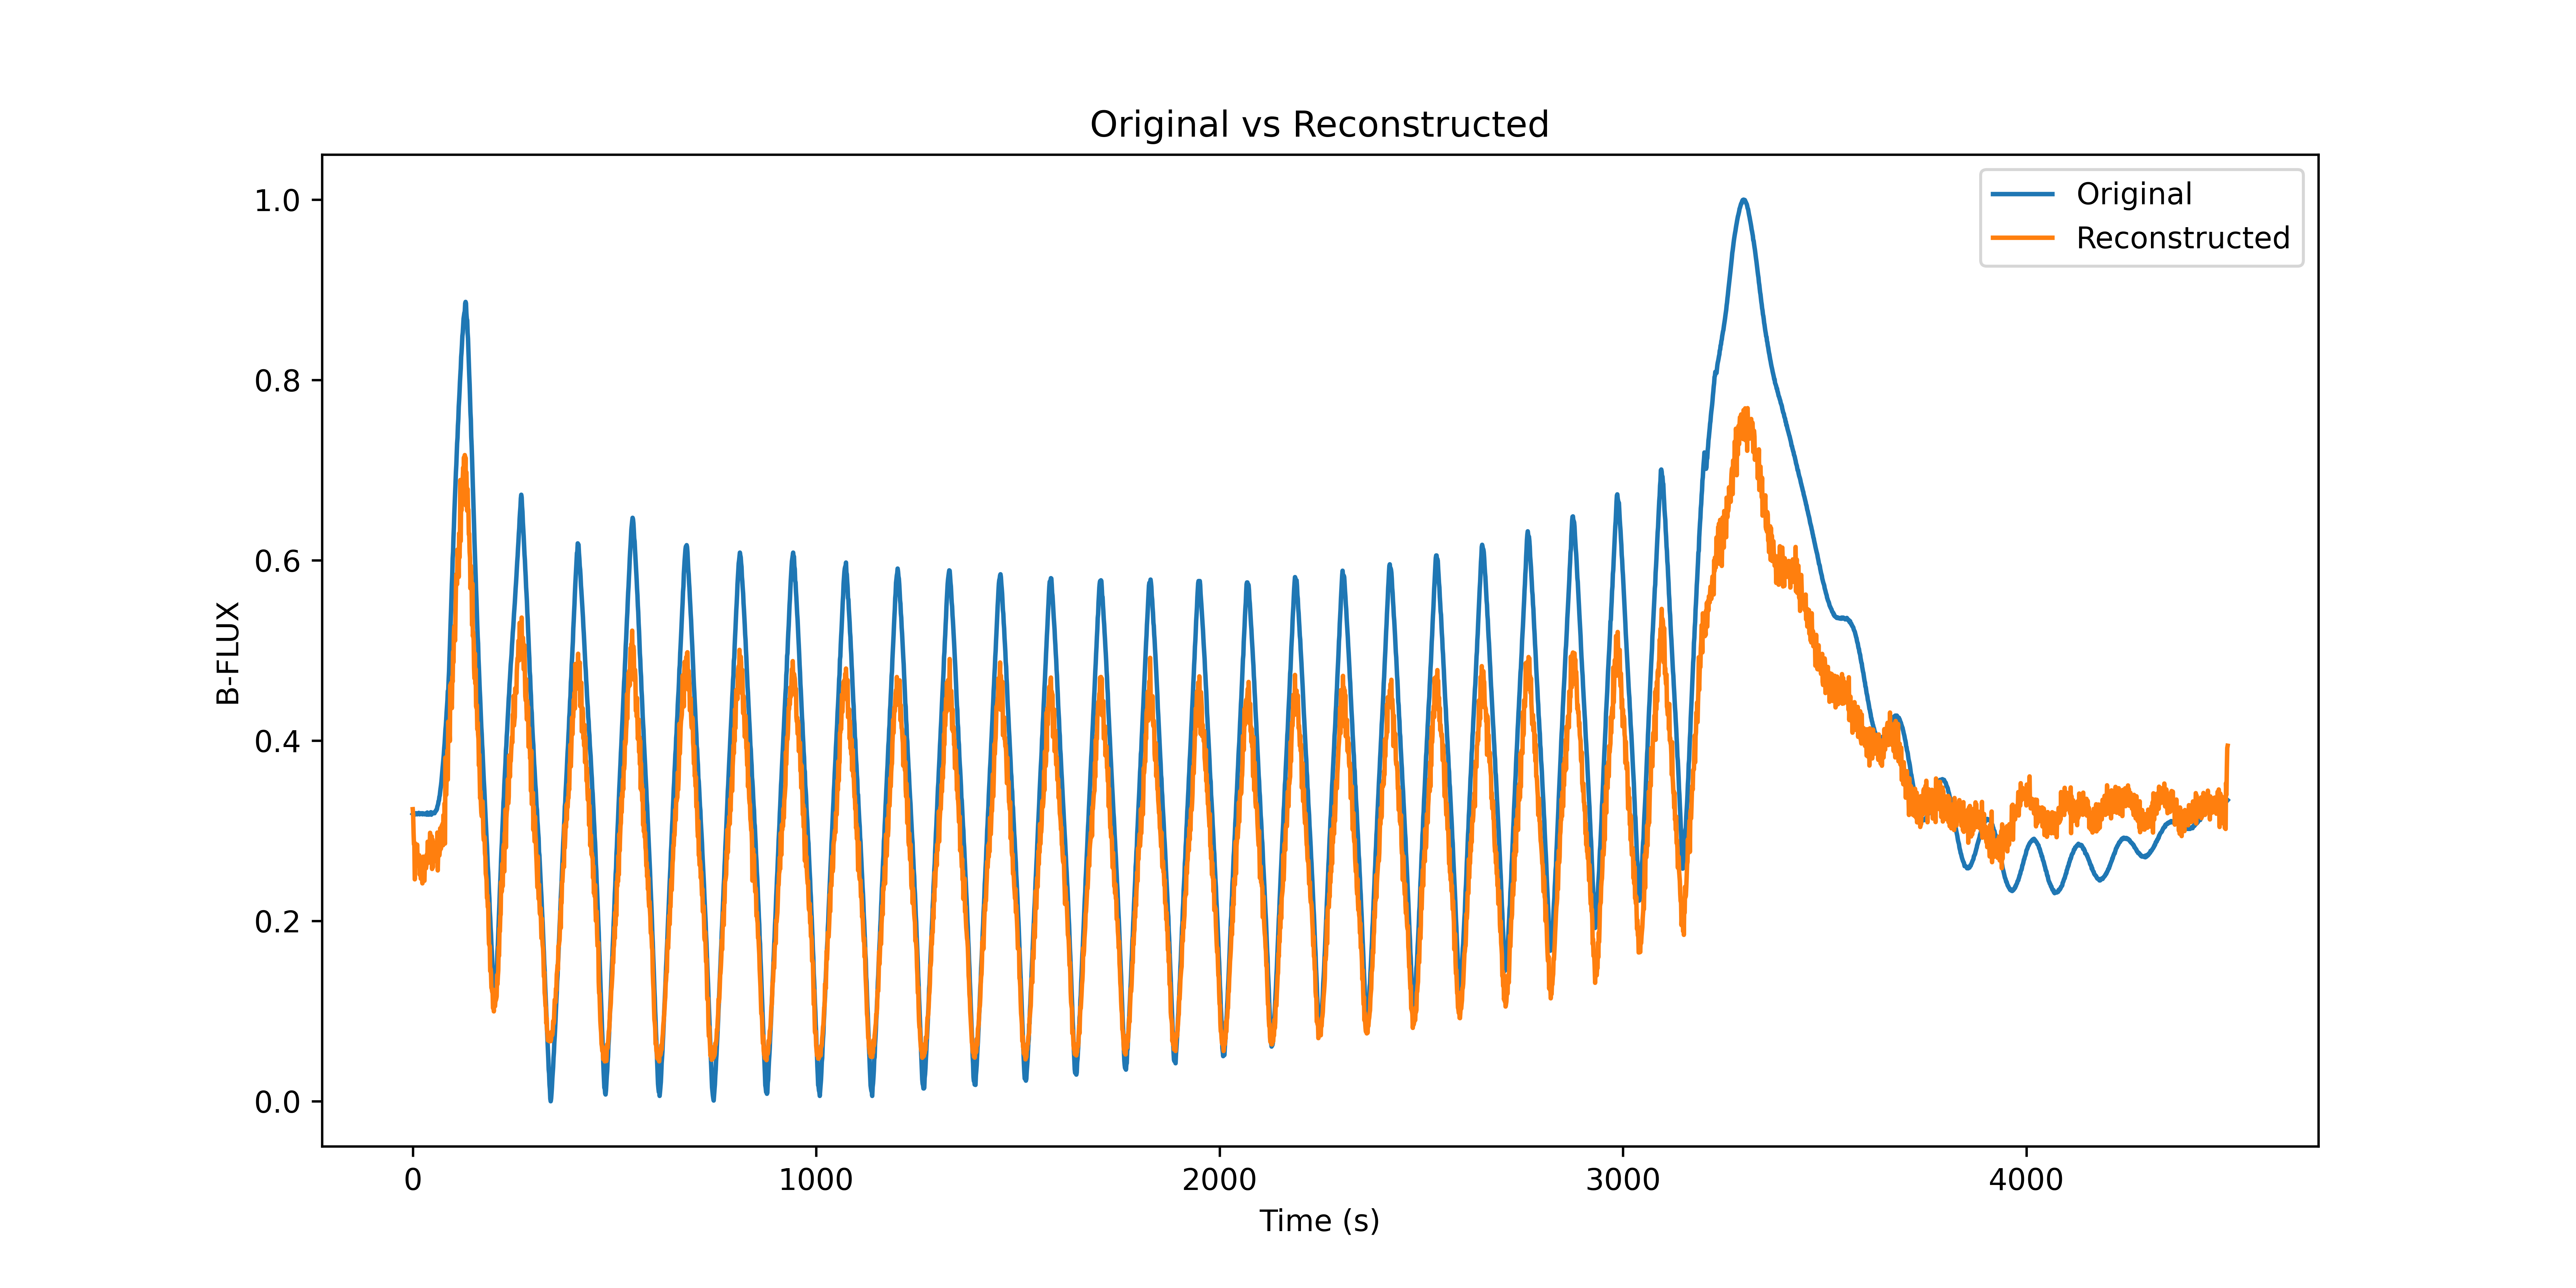 Original vs Reconstructed
Original
Reconstructed
B-FLUX
1.0
0.8
0.6
0.4
0.2
0.0
0 1000 2000 3000 4000
Time (s)